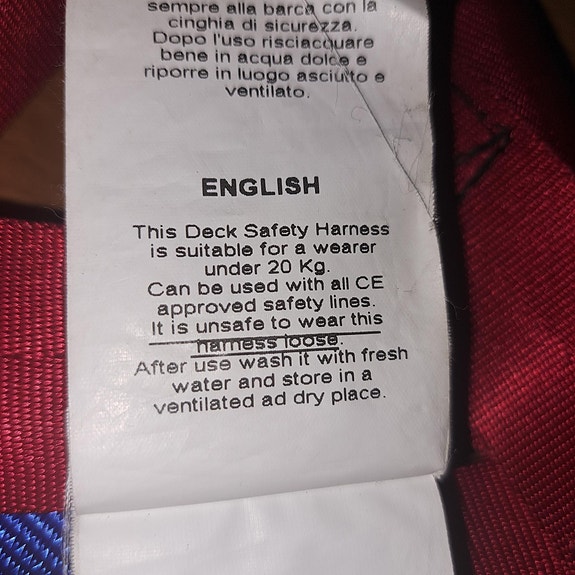 sempre alla barca con la
cinghia di sicurezza.
Dopo l'uso risciacquare
bene in acqua dolce e
riporre in luogo asciutto e
ventilato.
ENGLISH
This Deck Safety Harness
is suitable for a wearer
under 20 Kg.
Can be used with all CE
approved safety lines.
It is unsafe to wear this
harness loose.
After use wash it with fresh
water and store in a
ventilated ad dry place.